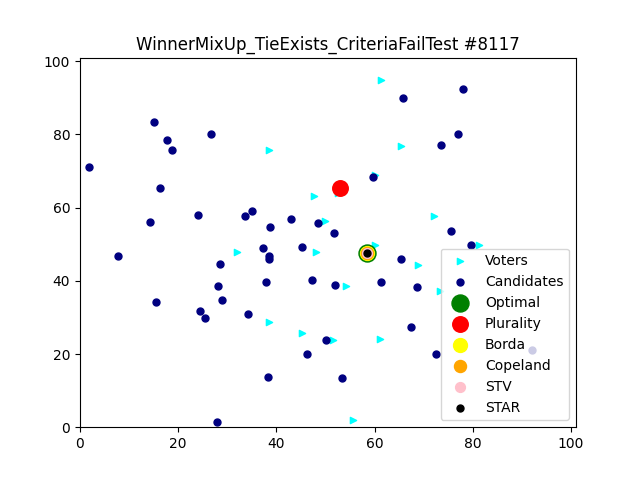 WinnerMixUp_TieExists_CriteriaFailTest #8117
100
80
60
40
20
0
0 20 40 60 80 100
Voters
Candidates
Optimal
Plurality
Borda
Copeland
STV
STAR